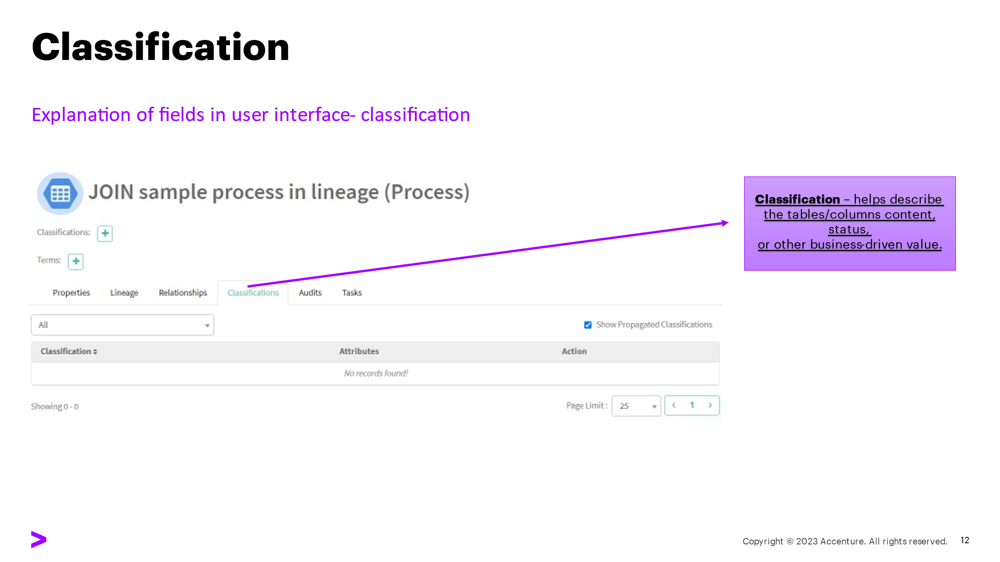 Classification
Explanation of fields in user interface- classification
JOIN sample process in lineage (Process)
Classifications:
Terms:
Properties Lineage Relationships Classifications Audits Tasks
All
Show Propagated Classifications
Classification Attributes Action
No records found!
Showing 0 - 0
Page Limit : 25 < 1 >
Classification – helps describe
the tables/columns content,
status,
or other business-driven value.
Copyright © 2023 Accenture. All rights reserved. 12